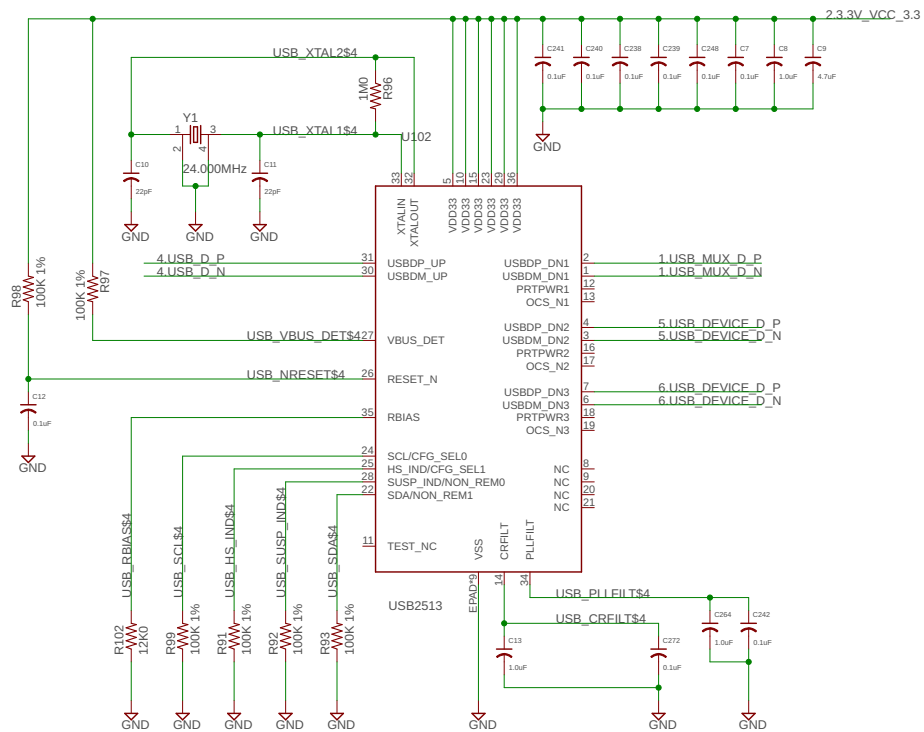 2.3.3V_VCC_3.3
USB_XTAL2$4
1M0
R96
C241
0.1uF
C240
0.1uF
C238
0.1uF
C239
0.1uF
C248
0.1uF
C7
0.1uF
C8
1.0uF
C9
4.7uF
GND
Y1
1
3
2
4
24.000MHz
USB_XTAL1$4
U102
C10
22pF
C11
22pF
GND
GND
GND
33
32
5
10
15
23
29
36
XTALIN
XTALOUT
VDD33
VDD33
VDD33
VDD33
VDD33
VDD33
4.USB_D_P
31
USBDP_UP
4.USB_D_N
30
USBDM_UP
USBDP_DN1
2
1.USB_MUX_D_P
USBDM_DN1
1
1.USB_MUX_D_N
PRTPWR1
12
OCS_N1
13
R98
100K 1%
100K 1%
R97
USB_VBUS_DET$4
27
VBUS_DET
USBDP_DN2
4
5.USB_DEVICE_D_P
USBDM_DN2
3
5.USB_DEVICE_D_N
PRTPWR2
16
OCS_N2
17
USB_NRESET$4
26
RESET_N
USBDP_DN3
7
6.USB_DEVICE_D_P
USBDM_DN3
6
6.USB_DEVICE_D_N
PRTPWR3
18
OCS_N3
19
C12
0.1uF
GND
35
RBIAS
24
SCL/CFG_SEL0
25
HS_IND/CFG_SEL1
28
SUSP_IND/NON_REM0
22
SDA/NON_REM1
NC
8
NC
9
NC
20
NC
21
11
TEST_NC
VSS
CRFILT
PLLFILT
EPAD*9
14
34
USB2513
USB_RBIAS$4
USB_SCL$4
USB_HS_IND$4
USB_SUSP_IND$4
USB_SDA$4
R102
12K0
R99
100K 1%
R91
100K 1%
R92
100K 1%
R93
100K 1%
USB_PLLFILT$4
USB_CRFILT$4
C264
1.0uF
C242
0.1uF
C13
1.0uF
C272
0.1uF
GND
GND
GND
GND
GND
GND
GND
GND